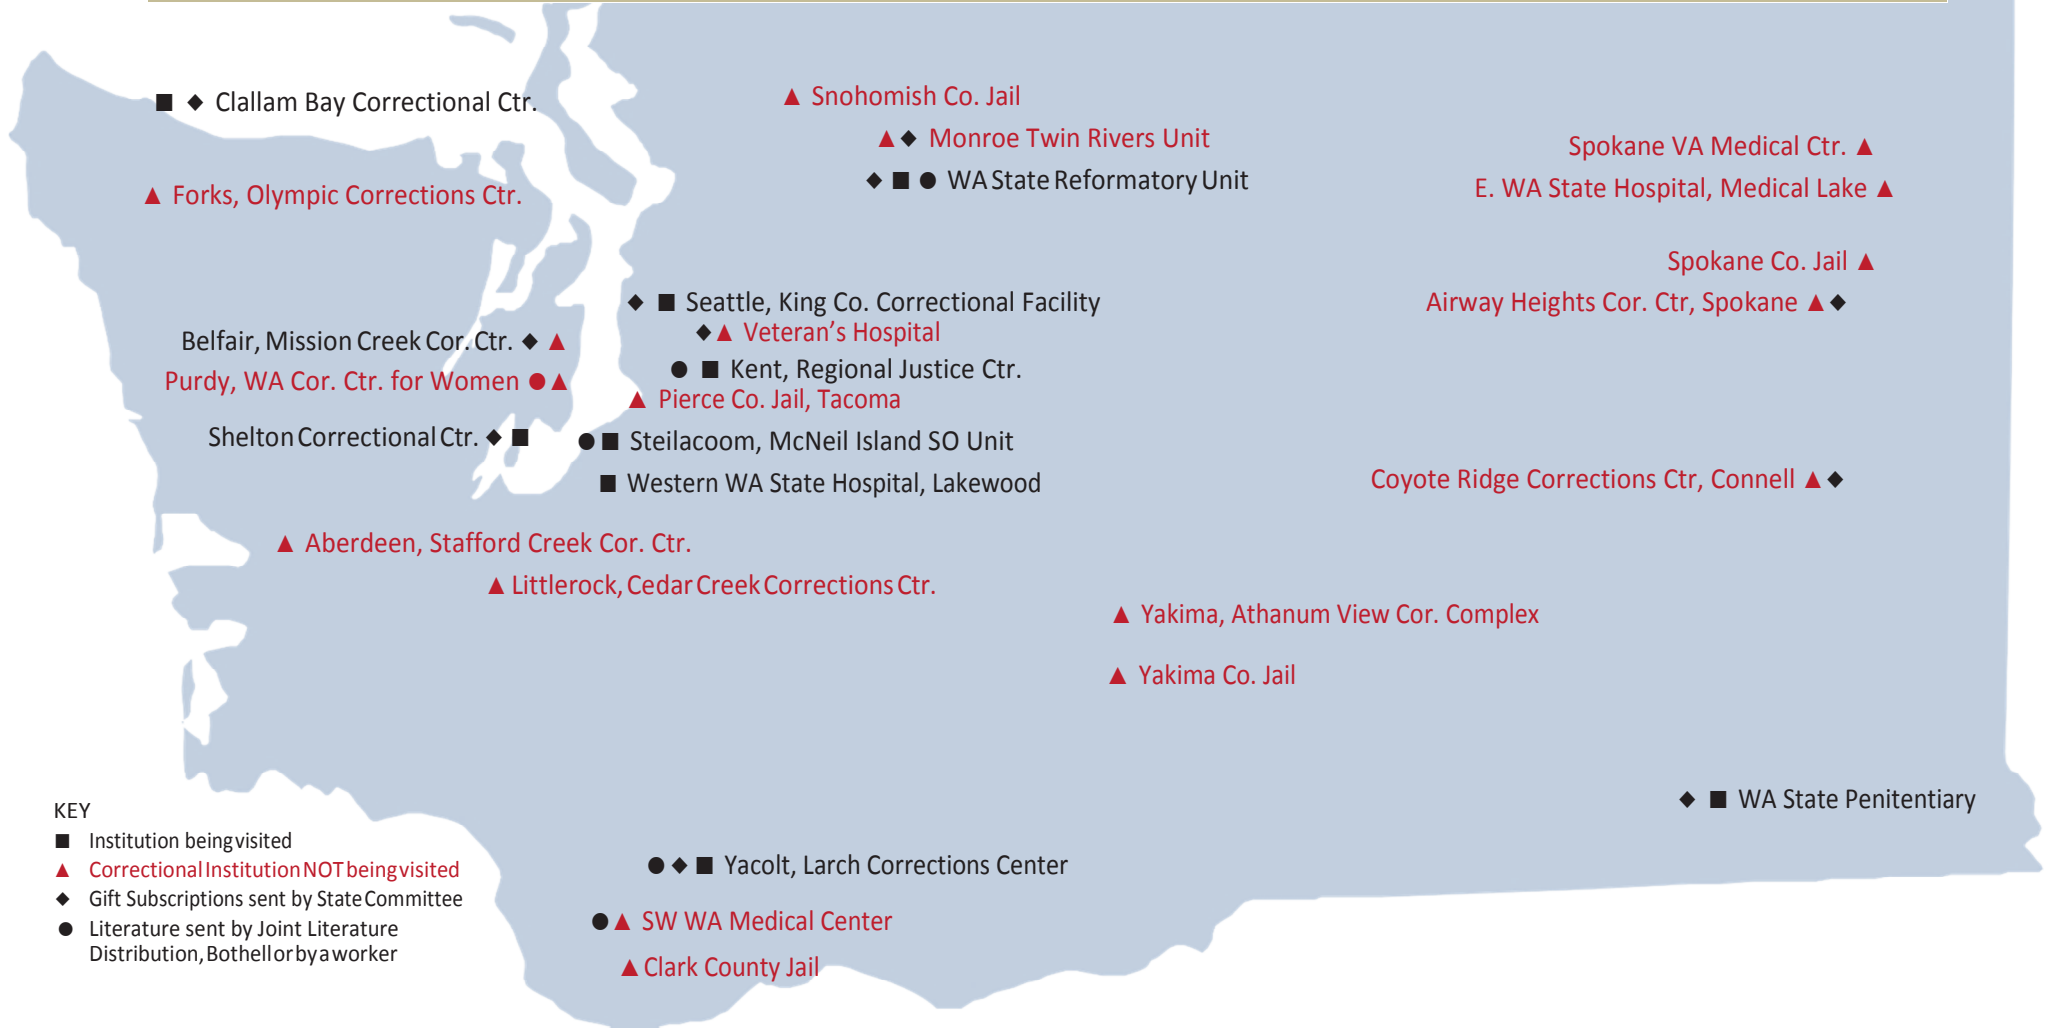 ■ ◆ Clallam Bay Correctional Ctr.
▲ Snohomish Co. Jail
▲◆ Monroe Twin Rivers Unit
Spokane VA Medical Ctr. ▲
◆ ■ ● WA State Reformatory Unit
E. WA State Hospital, Medical Lake ▲
▲ Forks, Olympic Corrections Ctr.
Spokane Co. Jail ▲
◆ ■ Seattle, King Co. Correctional Facility
Airway Heights Cor. Ctr, Spokane ▲◆
◆▲ Veteran’s Hospital
Belfair, Mission Creek Cor. Ctr. ◆ ▲
● ■ Kent, Regional Justice Ctr.
Purdy, WA Cor. Ctr. for Women ●▲
▲ Pierce Co. Jail, Tacoma
Shelton Correctional Ctr. ◆ ■
●■ Steilacoom, McNeil Island SO Unit
■ Western WA State Hospital, Lakewood
Coyote Ridge Corrections Ctr, Connell ▲◆
▲ Aberdeen, Stafford Creek Cor. Ctr.
▲ Littlerock, Cedar Creek Corrections Ctr.
▲ Yakima, Athanum View Cor. Complex
▲ Yakima Co. Jail
◆ ■ WA State Penitentiary
● ◆ ■ Yacolt, Larch Corrections Center
●▲ SW WA Medical Center
▲ Clark County Jail
KEY
■ Institution being visited
▲ Correctional Institution NOT being visited
◆ Gift Subscriptions sent by State Committee
● Literature sent by Joint Literature
Distribution, Bothell or by a worker